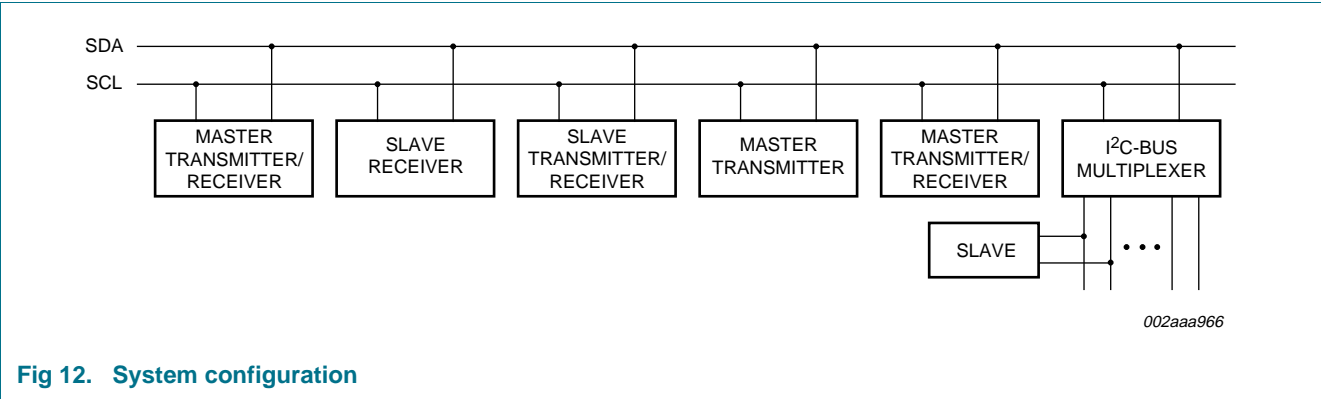 SDA
SCL
MASTER
TRANSMITTER/
RECEIVER
SLAVE
RECEIVER
SLAVE
TRANSMITTER/
RECEIVER
MASTER
TRANSMITTER
MASTER
TRANSMITTER/
RECEIVER
I²C-BUS
MULTIPLEXER
SLAVE
002aaa966
Fig 12. System configuration